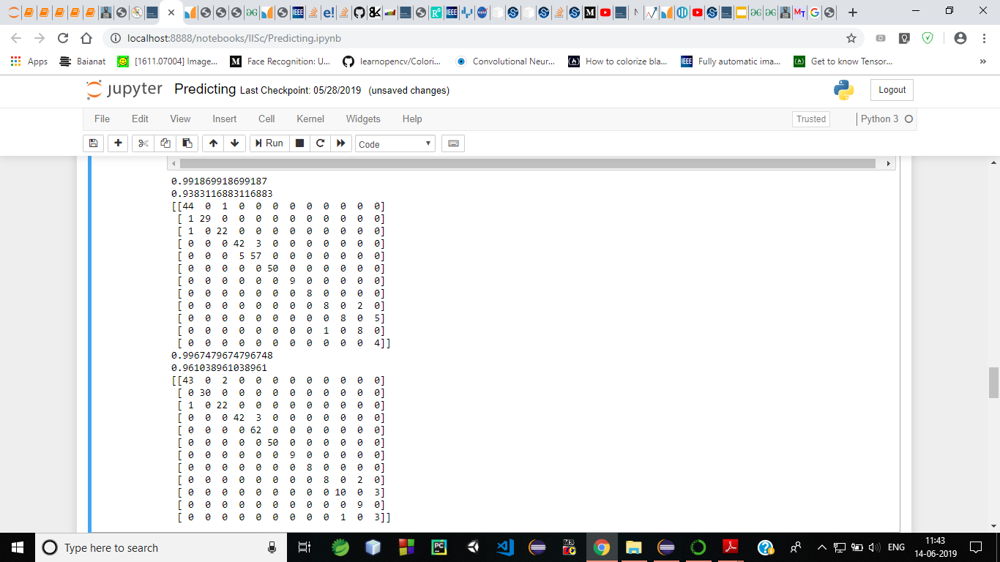 localhost:8888/notebooks/IISc/Predicting.ipynb
Apps Baianat [1611.07004] Image... Face Recognition: U... learnopencv/Colori... Convolutional Neur... How to colorize bla... Fully automatic ima... Get to know Tensor... »
jupyter Predicting Last Checkpoint: 05/28/2019 (unsaved changes) Logout
File Edit View Insert Cell Kernel Widgets Help Trusted Python 3
Run Code
0.991869918699187
0.9383116883116883
[[44 0 1 0 0 0 0 0 0 0 0 0]
[ 1 29 0 0 0 0 0 0 0 0 0 0]
[ 1 0 22 0 0 0 0 0 0 0 0 0]
[ 0 0 0 42 3 0 0 0 0 0 0 0]
[ 0 0 0 5 57 0 0 0 0 0 0 0]
[ 0 0 0 0 0 50 0 0 0 0 0 0]
[ 0 0 0 0 0 0 9 0 0 0 0 0]
[ 0 0 0 0 0 0 0 8 0 0 0 0]
[ 0 0 0 0 0 0 0 0 8 0 2 0]
[ 0 0 0 0 0 0 0 0 0 8 0 5]
[ 0 0 0 0 0 0 0 0 1 0 8 0]
[ 0 0 0 0 0 0 0 0 0 0 0 4]]
0.9967479674796748
0.961038961038961
[[43 0 2 0 0 0 0 0 0 0 0 0]
[ 0 30 0 0 0 0 0 0 0 0 0 0]
[ 1 0 22 0 0 0 0 0 0 0 0 0]
[ 0 0 0 42 3 0 0 0 0 0 0 0]
[ 0 0 0 0 62 0 0 0 0 0 0 0]
[ 0 0 0 0 0 50 0 0 0 0 0 0]
[ 0 0 0 0 0 0 9 0 0 0 0 0]
[ 0 0 0 0 0 0 0 8 0 0 0 0]
[ 0 0 0 0 0 0 0 0 8 0 2 0]
[ 0 0 0 0 0 0 0 0 0 10 0 3]
[ 0 0 0 0 0 0 0 0 0 0 9 0]
[ 0 0 0 0 0 0 0 0 0 1 0 3]]
Type here to search ENG 11:43
14-06-2019